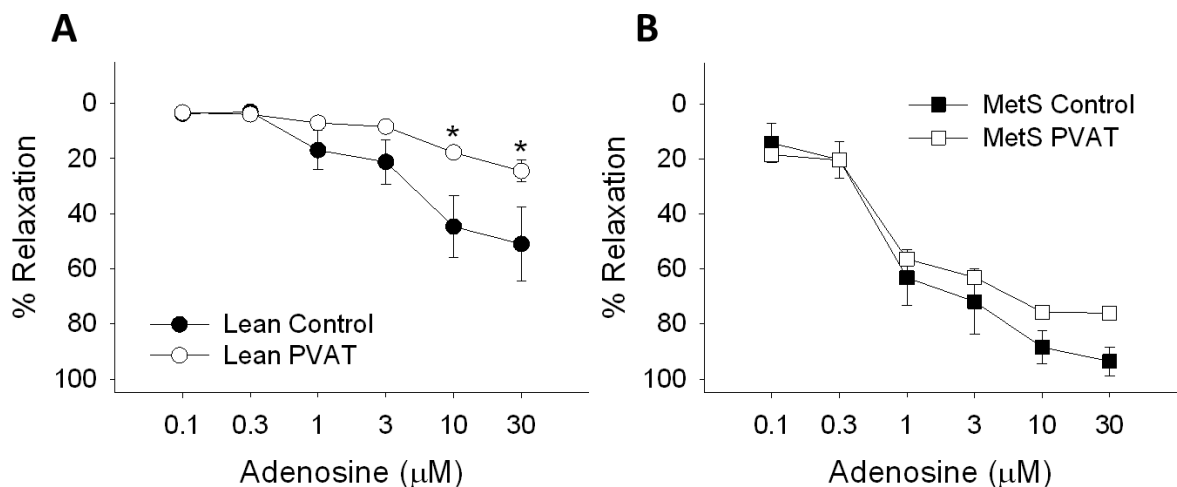 A
0
20
40
60
80
100
% Relaxation
* *
Lean Control
Lean PVAT
0.1 0.3 1 3 10 30
Adenosine (μM)
B
0
20
40
60
80
100
% Relaxation
MetS Control
MetS PVAT
0.1 0.3 1 3 10 30
Adenosine (μM)